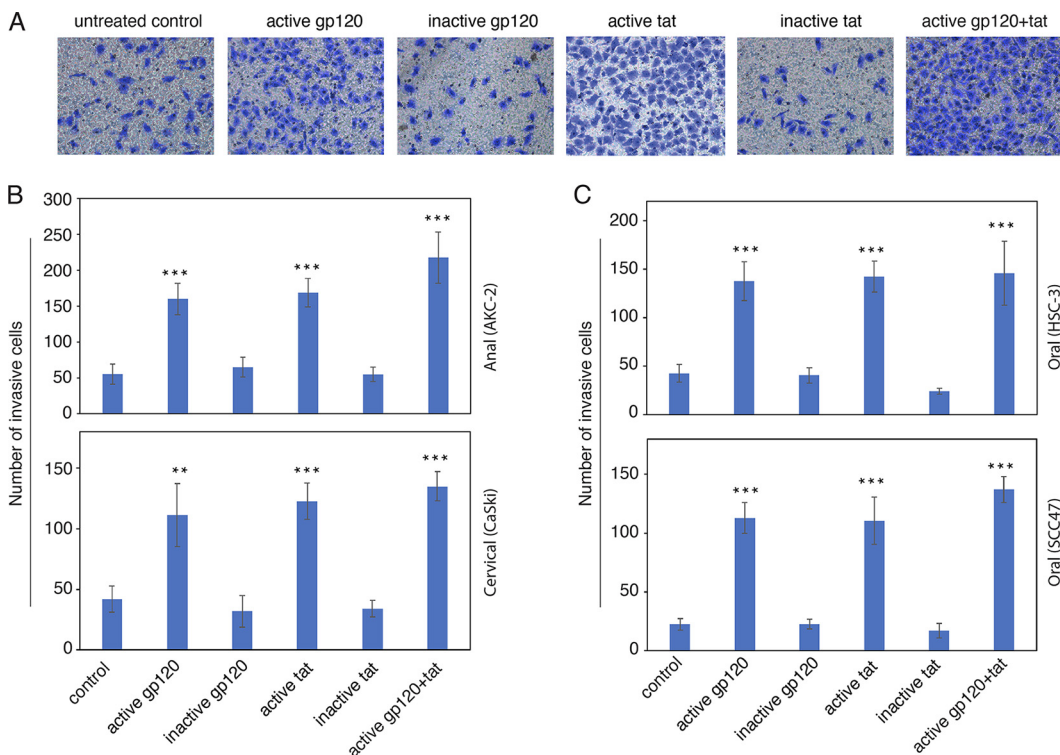 A
untreated control
active gp120
inactive gp120
active tat
inactive tat
active gp120+tat
B
Number of invasive cells
300
250
200
150
100
50
0
***
***
***
Anal (AKC-2)
150
100
50
0
**
***
***
Cervical (CaSki)
control
active gp120
inactive gp120
active tat
inactive tat
active gp120+tat
C
Number of invasive cells
200
150
100
50
0
***
***
***
Oral (HSC-3)
150
100
50
0
***
***
***
Oral (SCC47)
control
active gp120
inactive gp120
active tat
inactive tat
active gp120+tat